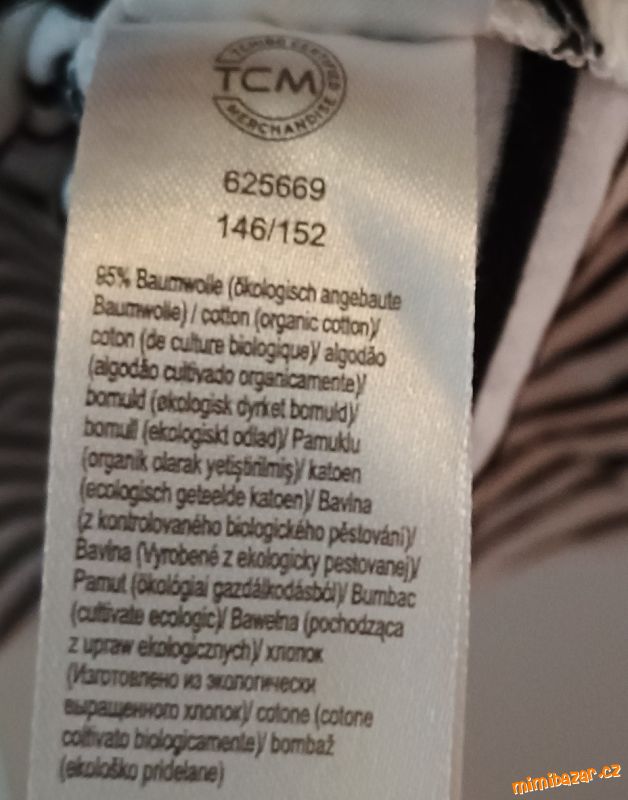 TCHIBO CERTIFIED
TCM
MERCHANDISE
625669
146/152
95% Baumwolle (ökologisch angebaute
Baumwolle) / cotton (organic cotton)/
coton (de culture biologique)/ algodão
(algodão cultivado organicamente)/
bomuld (økologisk dyrket bomuld)/
bomull (ekologiskt odlad)/ Pamuklu
(organik olarak yetiştirilmiş)/ katoen
(ecologisch geteelde katoen)/ Bavlna
(z kontrolovaného biologického pěstování)/
Bavlna (Vyrobené z ekologicky pestovanej)/
Pamut (ökológiai gazdálkodásból)/ Bumbac
(cultivate ecologic)/ Bawełna (pochodząca
z upraw ekologicznych)/ хлопок
(Изготовлено из экологически
выращенного хлопок)/ cotone (cotone
coltivato biologicamente)/ bombaž
(ekološko pridelane)
mimibazar.cz